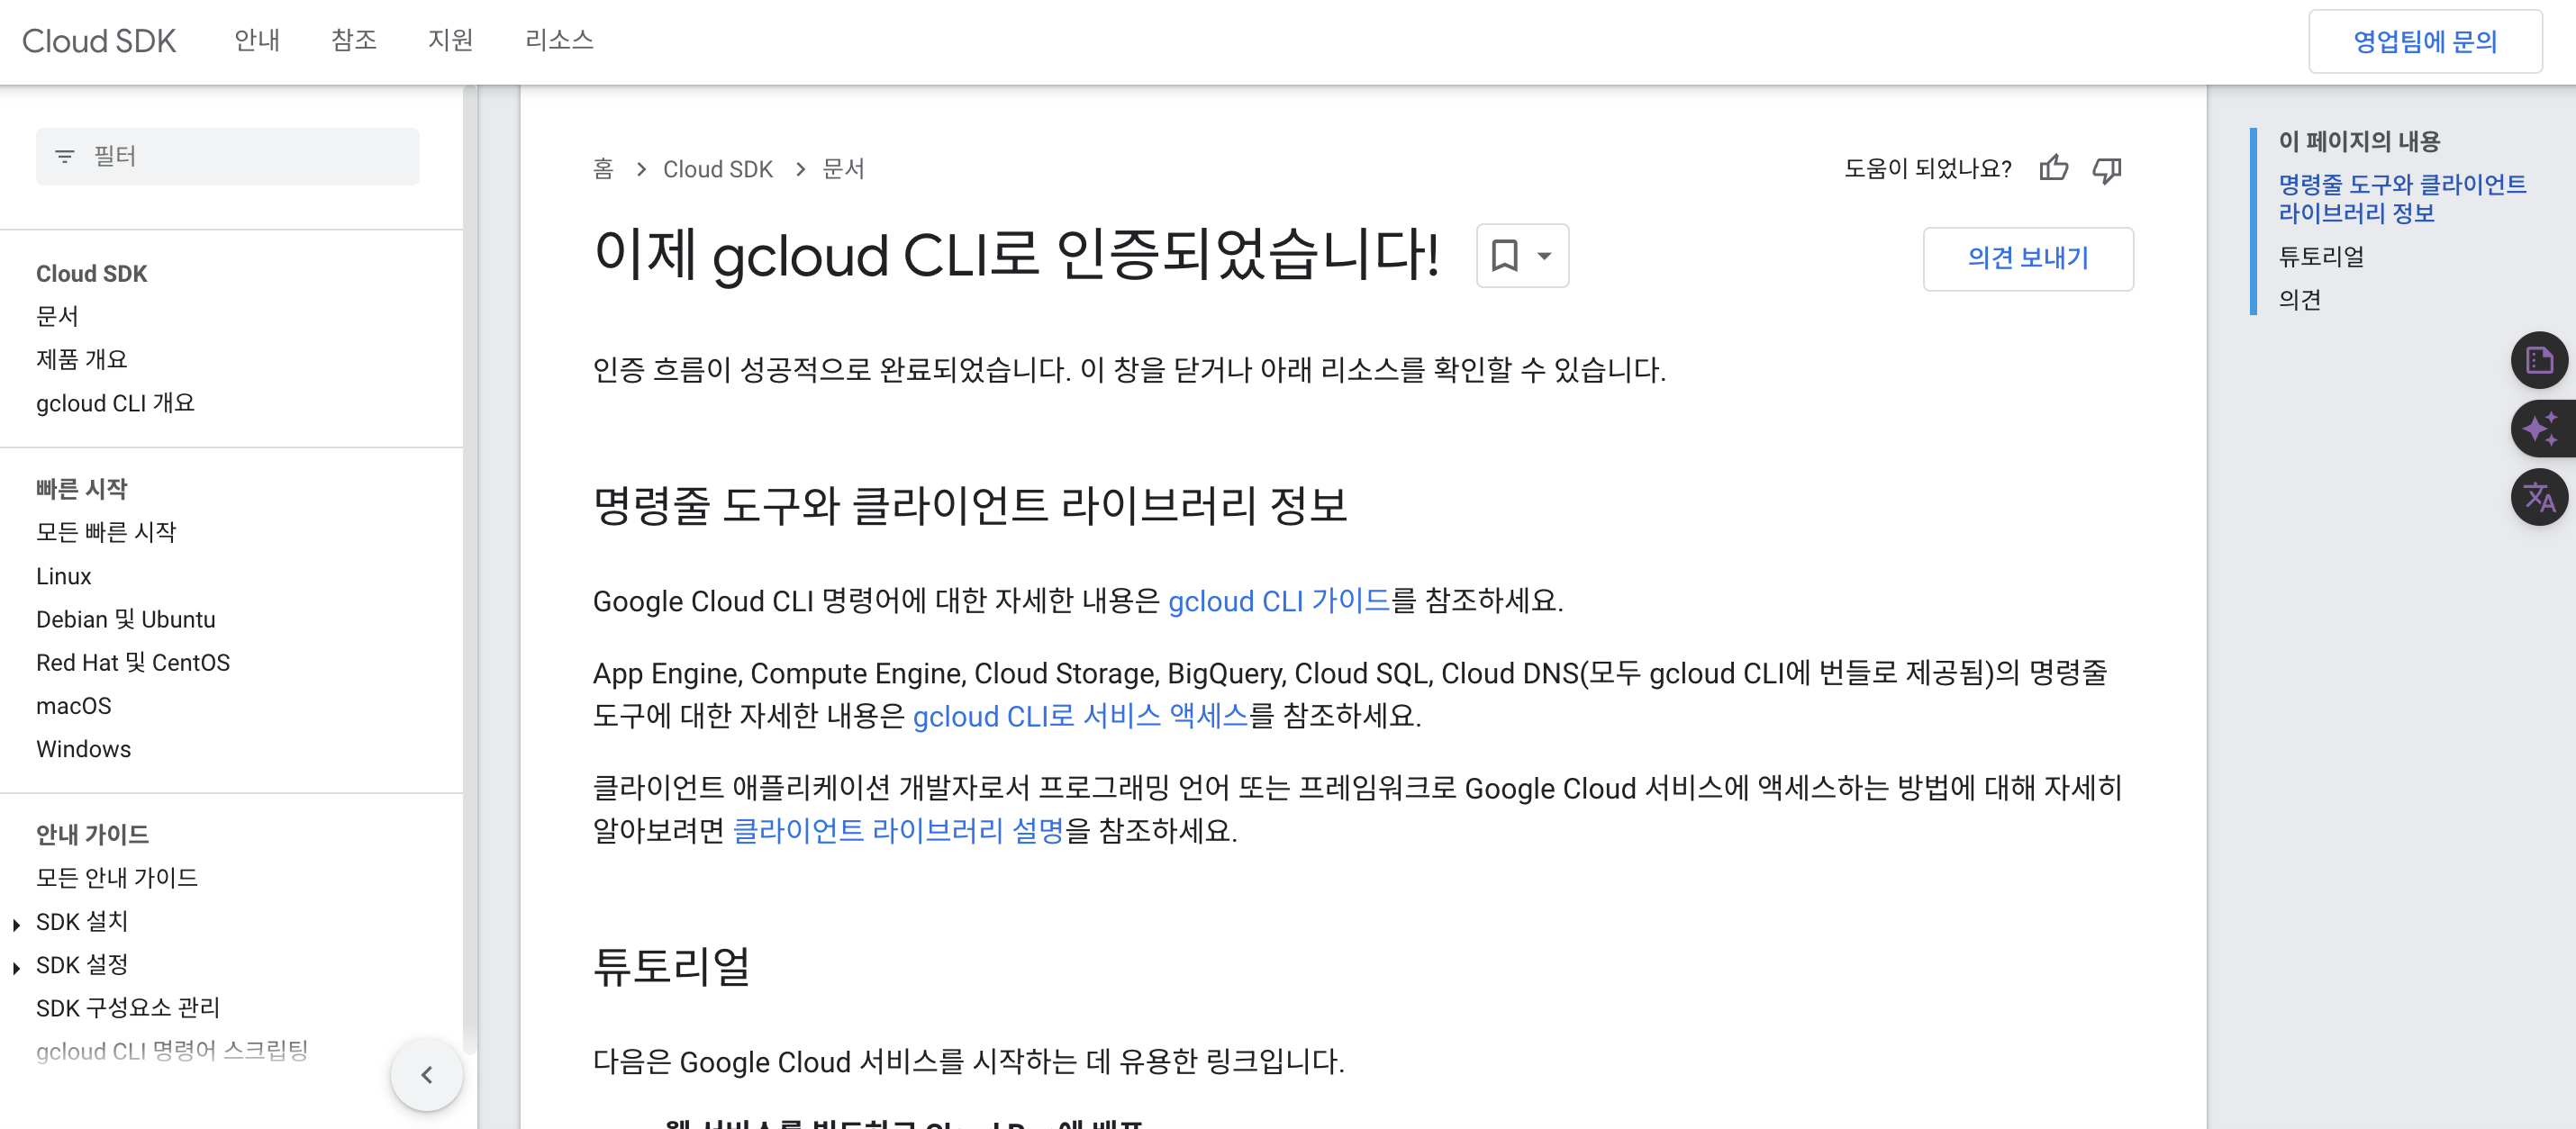 Cloud SDK 안내 참조 지원 리소스 영업팀에 문의
필터
Cloud SDK
문서
제품 개요
gcloud CLI 개요
빠른 시작
모든 빠른 시작
Linux
Debian 및 Ubuntu
Red Hat 및 CentOS
macOS
Windows
안내 가이드
모든 안내 가이드
SDK 설치
SDK 설정
SDK 구성요소 관리
gcloud CLI 명령어 스크립팅
홈 > Cloud SDK > 문서
도움이 되었나요?
이제 gcloud CLI로 인증되었습니다!
의견 보내기
인증 흐름이 성공적으로 완료되었습니다. 이 창을 닫거나 아래 리소스를 확인할 수 있습니다.
명령줄 도구와 클라이언트 라이브러리 정보
Google Cloud CLI 명령어에 대한 자세한 내용은 gcloud CLI 가이드를 참조하세요.
App Engine, Compute Engine, Cloud Storage, BigQuery, Cloud SQL, Cloud DNS(모두 gcloud CLI에 번들로 제공됨)의 명령줄
도구에 대한 자세한 내용은 gcloud CLI로 서비스 액세스를 참조하세요.
클라이언트 애플리케이션 개발자로서 프로그래밍 언어 또는 프레임워크로 Google Cloud 서비스에 액세스하는 방법에 대해 자세히
알아보려면 클라이언트 라이브러리 설명을 참조하세요.
튜토리얼
다음은 Google Cloud 서비스를 시작하는 데 유용한 링크입니다.
웹 서비스를 빌드하고 Cloud Run에 배포
이 페이지의 내용
명령줄 도구와 클라이언트
라이브러리 정보
튜토리얼
의견